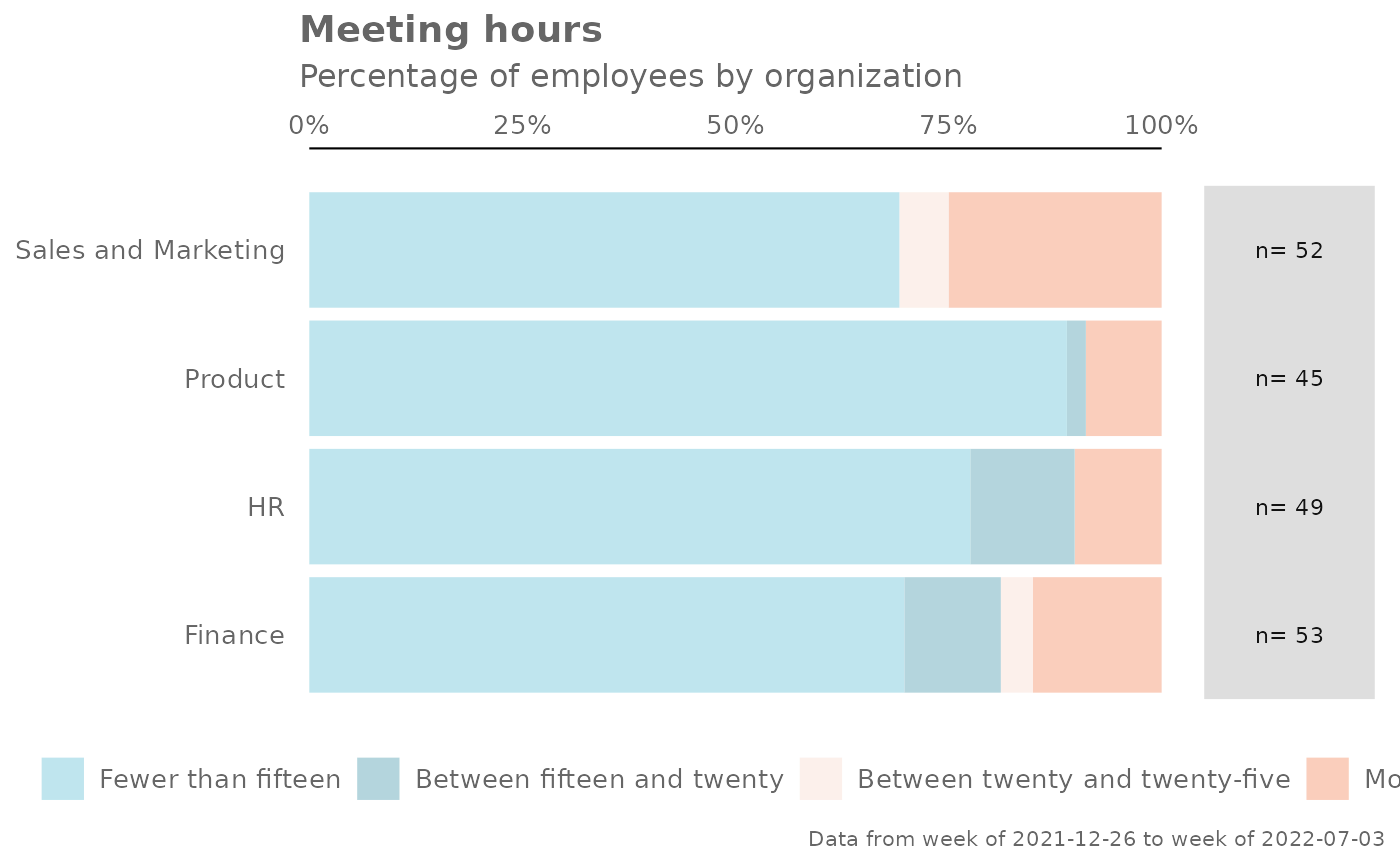 Meeting hours
Percentage of employees by organization
0% 25% 50% 75% 100%
Sales and Marketing n= 52
Product n= 45
HR n= 49
Finance n= 53
Fewer than fifteen Between fifteen and twenty Between twenty and twenty-five
Data from week of 2021-12-26 to week of 2022-07-03